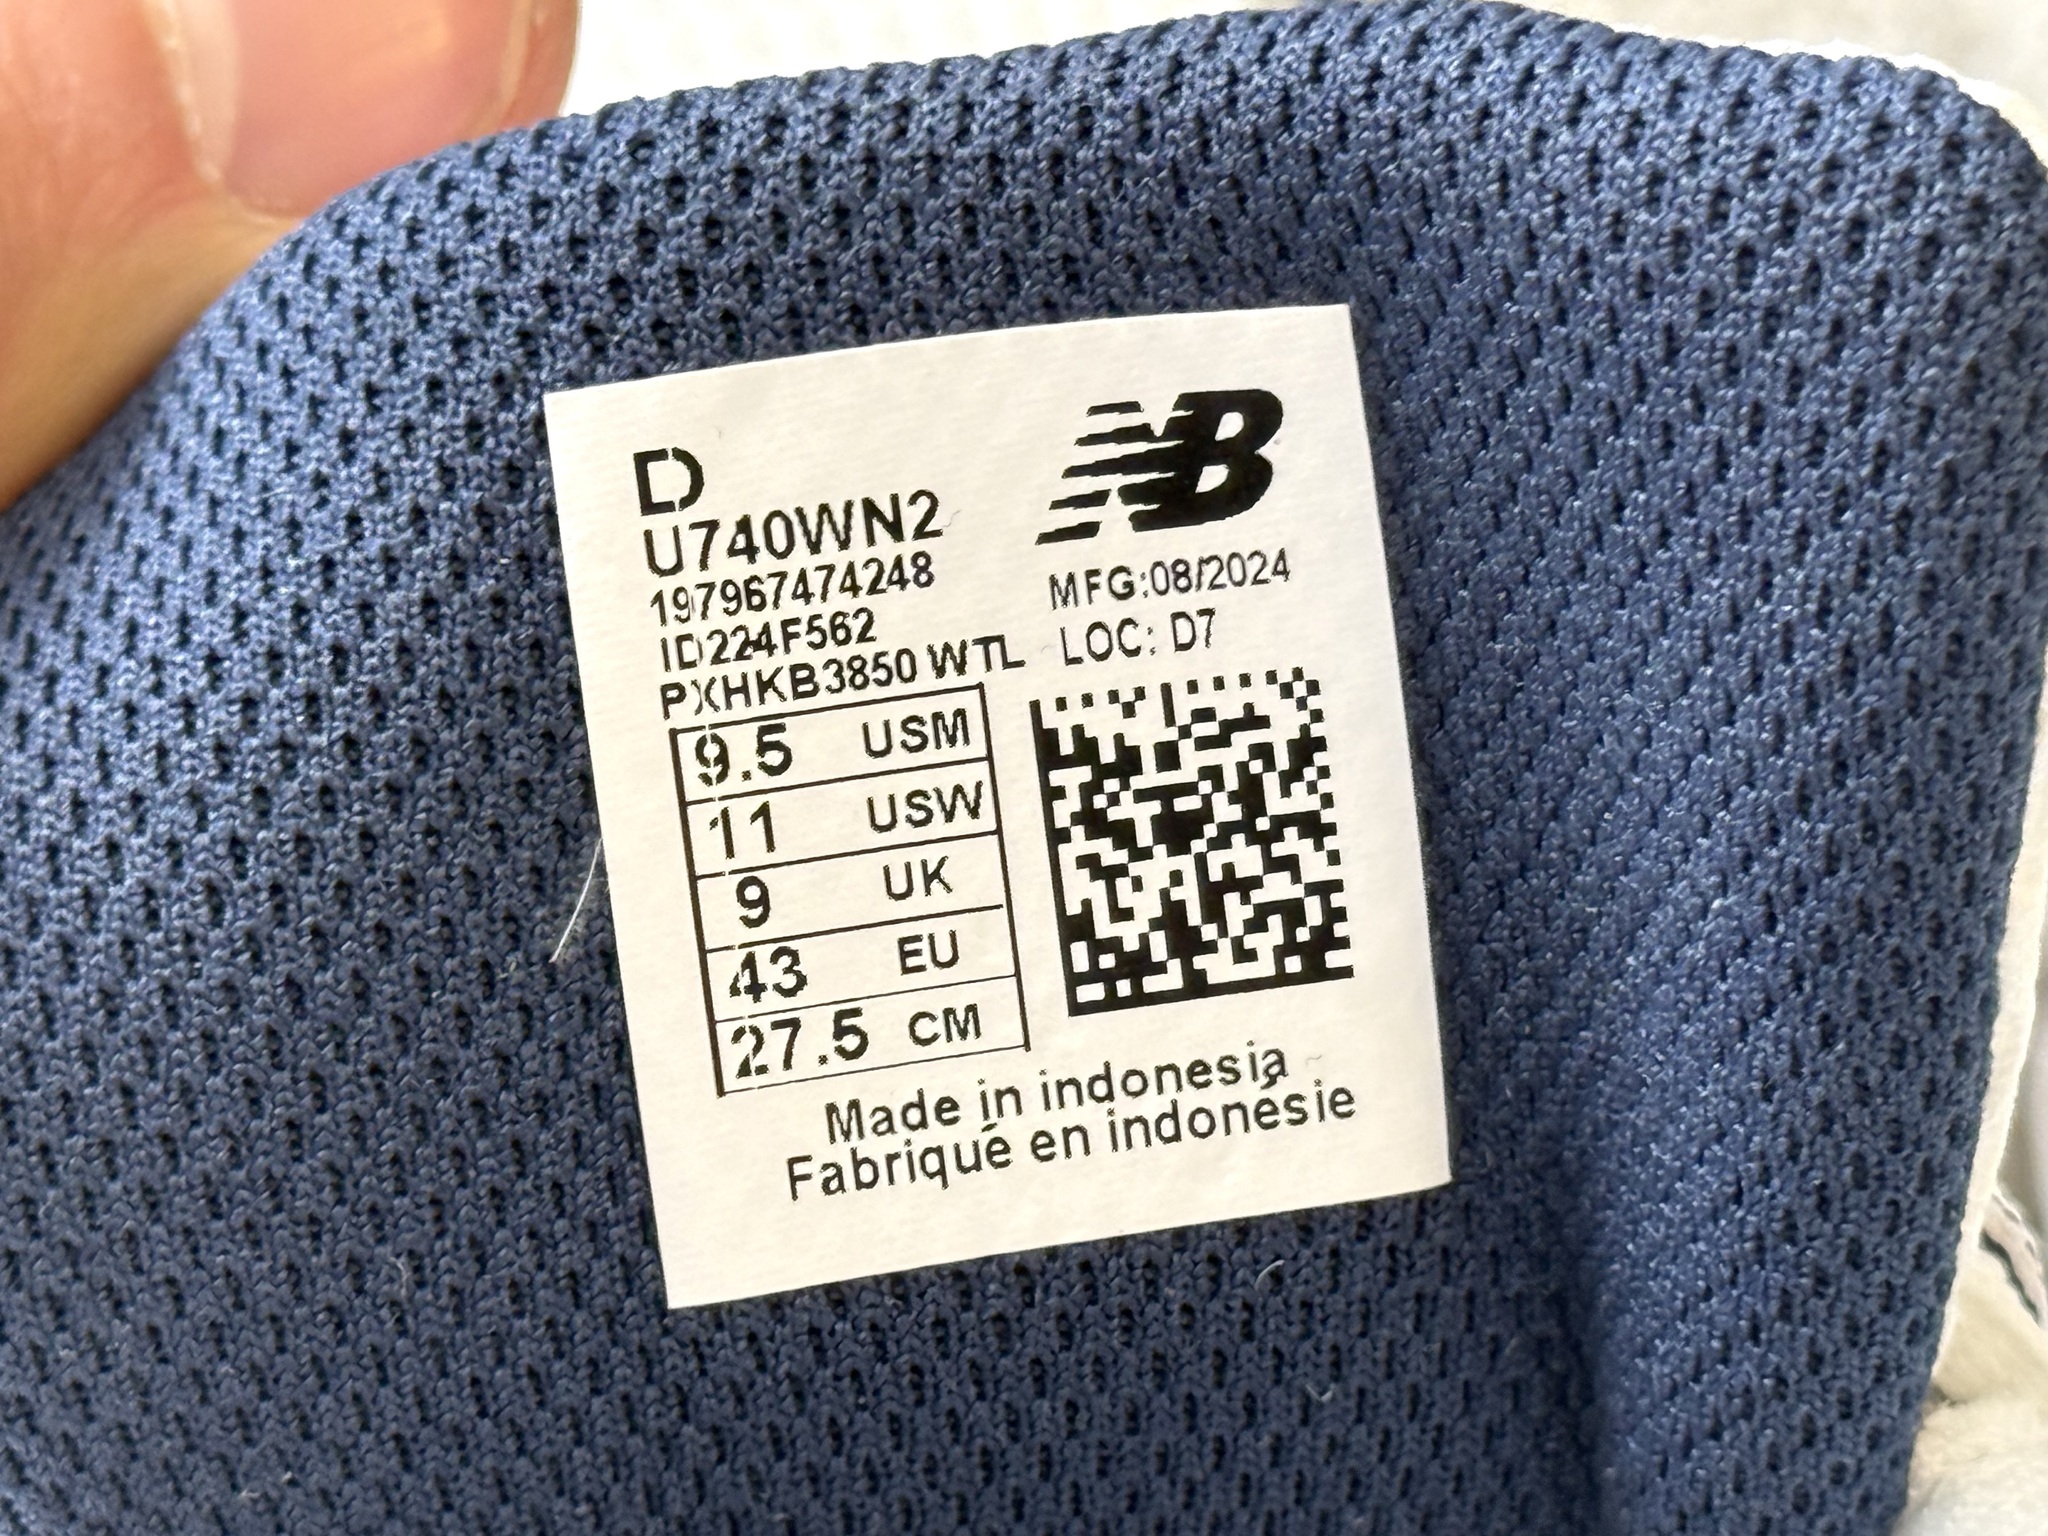 D
U740WN2
197967474248
ID224F562
PXHKB3850 WTL
NB
MFG:08/2024
LOC: D7
9.5 USM
11 USW
9 UK
43 EU
27.5 CM
Made in indonesia
Fabriqué en indonésie